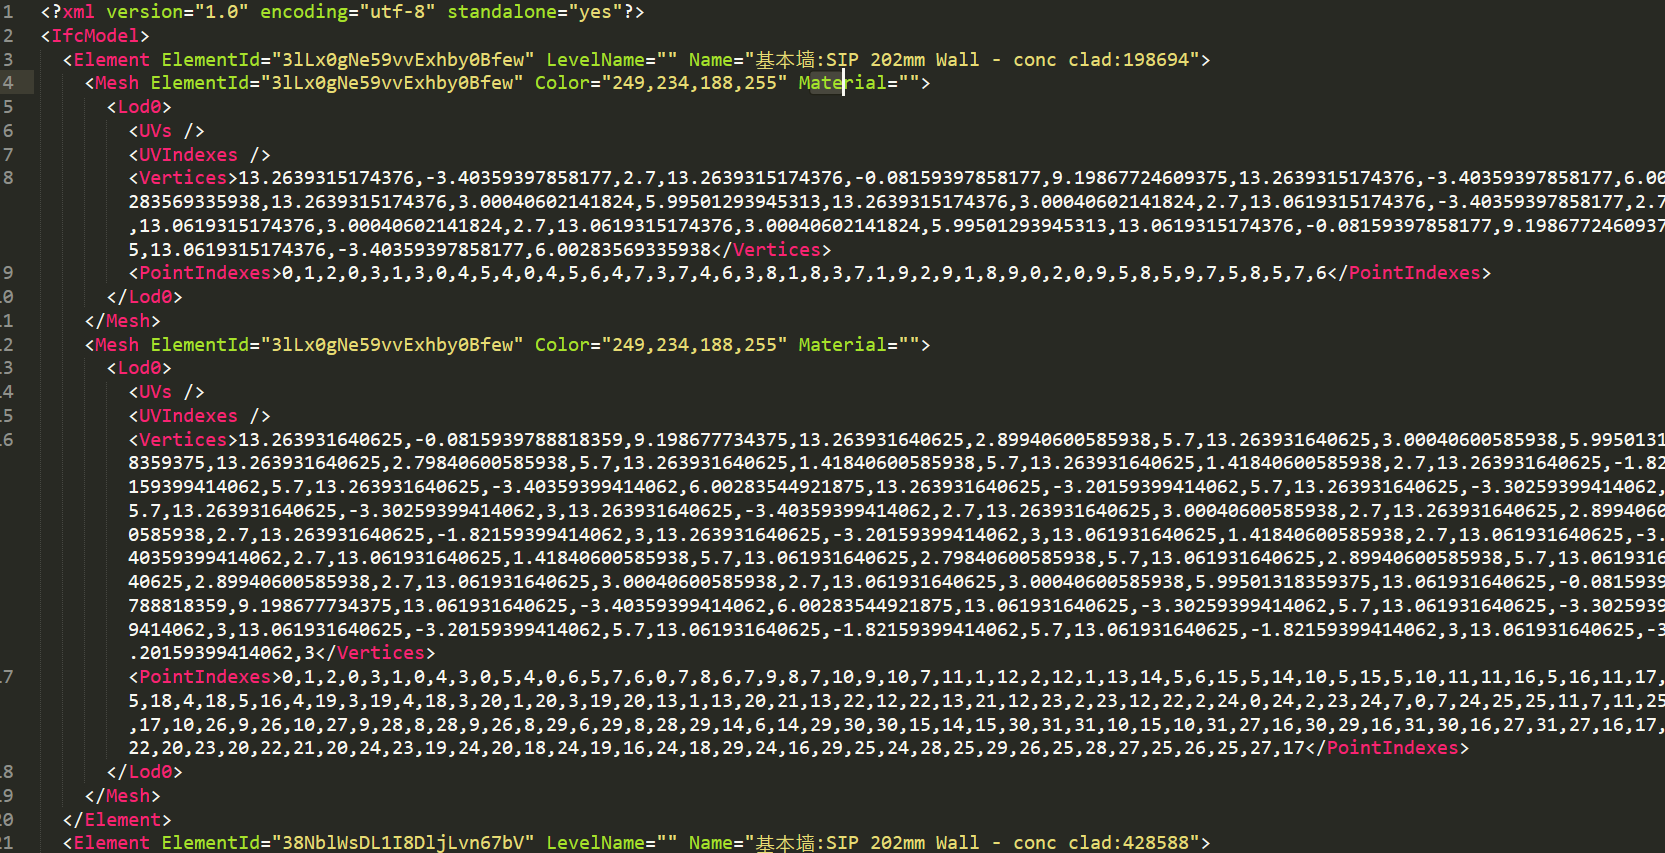 1 <?xml version="1.0" encoding="utf-8" standalone="yes"?>
2 <IfcModel>
3 <Element ElementId="3lLx0gNe59vvExhby0Bfew" LevelName="" Name="基本墙:SIP 202mm Wall - conc clad:198694">
4 <Mesh ElementId="3lLx0gNe59vvExhby0Bfew" Color="249,234,188,255" Material="">
5 <Lod0>
6 <UVs />
7 <UVIndexes />
8 <Vertices>13.2639315174376,-3.40359397858177,2.7,13.2639315174376,-0.08159397858177,9.19867724609375,13.2639315174376,-3.40359397858177,6.00
283569335938,13.2639315174376,3.00040602141824,5.99501293945313,13.2639315174376,3.00040602141824,2.7,13.0619315174376,-3.40359397858177,2.7
,13.0619315174376,3.00040602141824,2.7,13.0619315174376,3.00040602141824,5.99501293945313,13.0619315174376,-0.08159397858177,9.1986772460937
5,13.0619315174376,-3.40359397858177,6.00283569335938</Vertices>
9 <PointIndexes>0,1,2,0,3,1,3,0,4,5,4,0,4,5,6,4,7,3,7,4,6,3,8,1,8,3,7,1,9,2,9,1,8,9,0,2,0,9,5,8,5,9,7,5,8,5,7,6</PointIndexes>
.0 </Lod0>
.1 </Mesh>
.2 <Mesh ElementId="3lLx0gNe59vvExhby0Bfew" Color="249,234,188,255" Material="">
.3 <Lod0>
.4 <UVs />
.5 <UVIndexes />
.6 <Vertices>13.263931640625,-0.0815939788818359,9.198677734375,13.263931640625,2.89940600585938,5.7,13.263931640625,3.00040600585938,5.9950131
8359375,13.263931640625,2.79840600585938,5.7,13.263931640625,1.41840600585938,5.7,13.263931640625,1.41840600585938,2.7,13.263931640625,-1.82
159399414062,5.7,13.263931640625,-3.40359399414062,6.00283544921875,13.263931640625,-3.20159399414062,5.7,13.263931640625,-3.30259399414062,
5.7,13.263931640625,-3.30259399414062,3,13.263931640625,-3.40359399414062,2.7,13.263931640625,3.00040600585938,2.7,13.263931640625,2.8994060
0585938,2.7,13.263931640625,-1.82159399414062,3,13.263931640625,-3.20159399414062,3,13.061931640625,1.41840600585938,2.7,13.061931640625,-3.
40359399414062,2.7,13.061931640625,1.41840600585938,5.7,13.061931640625,2.79840600585938,5.7,13.061931640625,2.89940600585938,5.7,13.0619316
40625,2.89940600585938,2.7,13.061931640625,3.00040600585938,2.7,13.061931640625,3.00040600585938,5.99501318359375,13.061931640625,-0.0815939
788818359,9.198677734375,13.061931640625,-3.40359399414062,6.00283544921875,13.061931640625,-3.30259399414062,5.7,13.061931640625,-3.3025939
9414062,3,13.061931640625,-3.20159399414062,5.7,13.061931640625,-1.82159399414062,5.7,13.061931640625,-1.82159399414062,3,13.061931640625,-3
.20159399414062,3</Vertices>
.7 <PointIndexes>0,1,2,0,3,1,0,4,3,0,5,4,0,6,5,7,6,0,7,8,6,7,9,8,7,10,9,10,7,11,1,12,2,12,1,13,14,5,6,15,5,14,10,5,15,5,10,11,11,16,5,16,11,17,
5,18,4,18,5,16,4,19,3,19,4,18,3,20,1,20,3,19,20,13,1,13,20,21,13,22,12,22,13,21,12,23,2,23,12,22,2,24,0,24,2,23,24,7,0,7,24,25,25,11,7,11,25
,17,10,26,9,26,10,27,9,28,8,28,9,26,8,29,6,29,8,28,29,14,6,14,29,30,30,15,14,15,30,31,31,10,15,10,31,27,16,30,29,16,31,30,16,27,31,27,16,17,
22,20,23,20,22,21,20,24,23,19,24,20,18,24,19,16,24,18,29,24,16,29,25,24,28,25,29,26,25,28,27,25,26,25,27,17</PointIndexes>
.8 </Lod0>
.9 </Mesh>
20 </Element>
21 <Element ElementId="38NblWsDL1I8DljLvn67bV" LevelName="" Name="基本墙:SIP 202mm Wall - conc clad:428588">